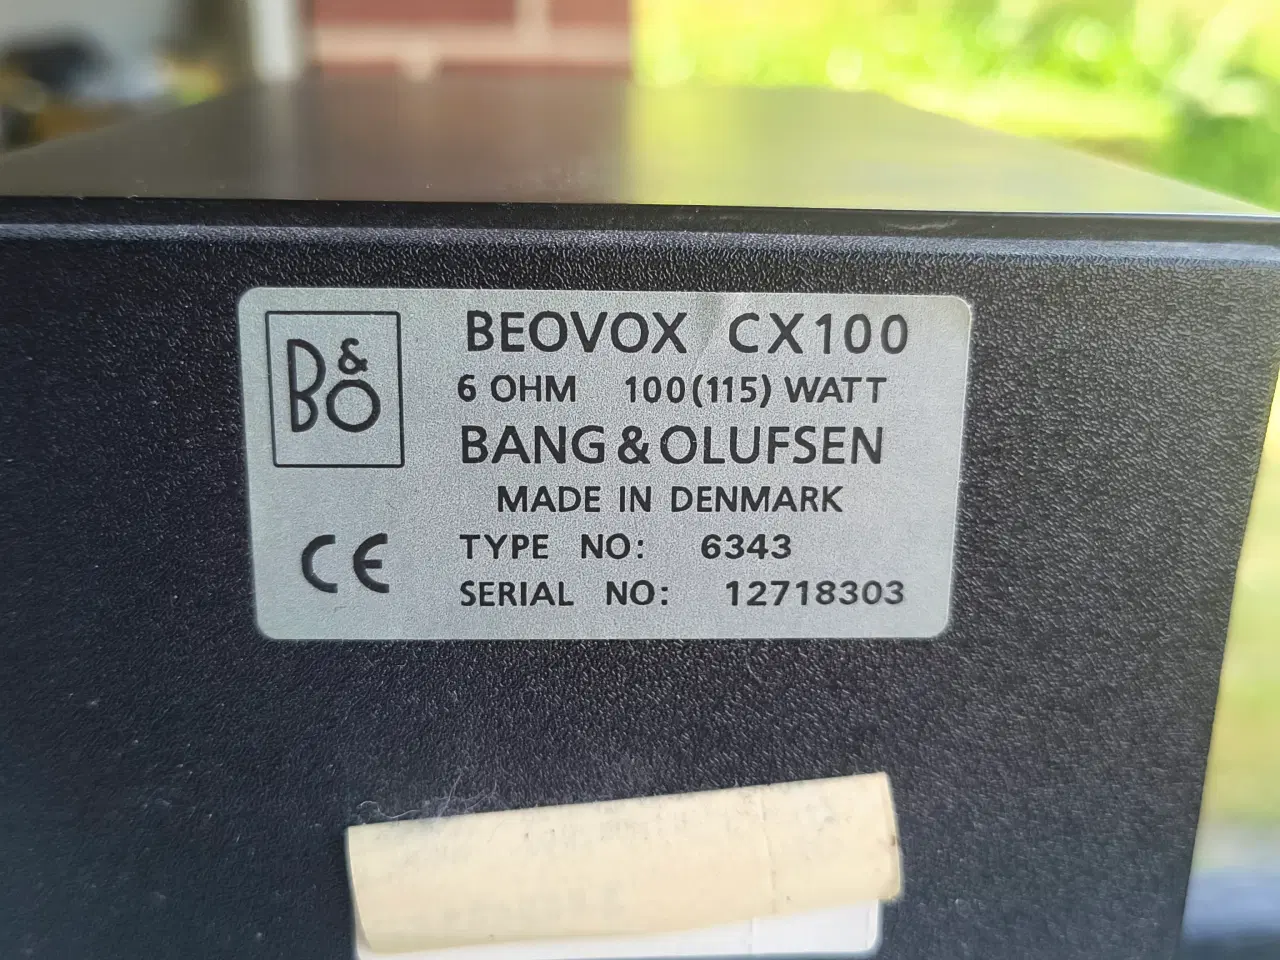 B&O
BEOVOX CX100
6 OHM 100(115) WATT
BANG & OLUFSEN
MADE IN DENMARK
CE
TYPE NO: 6343
SERIAL NO: 12718303